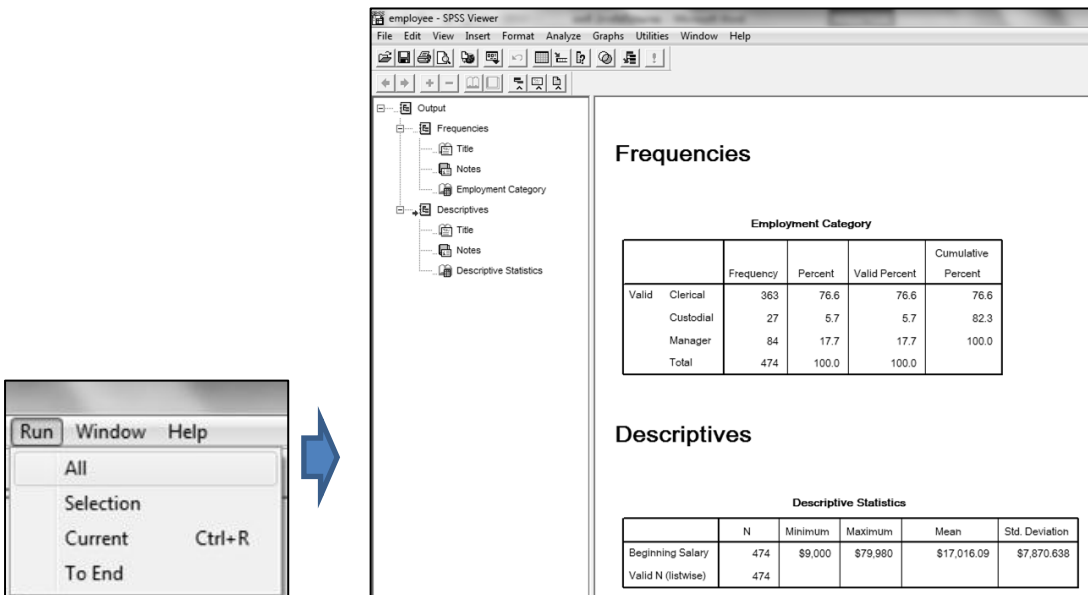 employee - SPSS Viewer
File Edit View Insert Format Analyze Graphs Utilities Window Help
Output
Frequencies
Title
Notes
Employment Category
Descriptives
Title
Notes
Descriptive Statistics
Frequencies
Employment Category
Frequency Percent Valid Percent Cumulative Percent
Valid Clerical 363 76.6 76.6 76.6
Custodial 27 5.7 5.7 82.3
Manager 84 17.7 17.7 100.0
Total 474 100.0 100.0
Descriptives
Descriptive Statistics
N Minimum Maximum Mean Std. Deviation
Beginning Salary 474 $9,000 $79,980 $17,016.09 $7,870.638
Valid N (listwise) 474
Run Window Help
All
Selection
Current Ctrl+R
To End